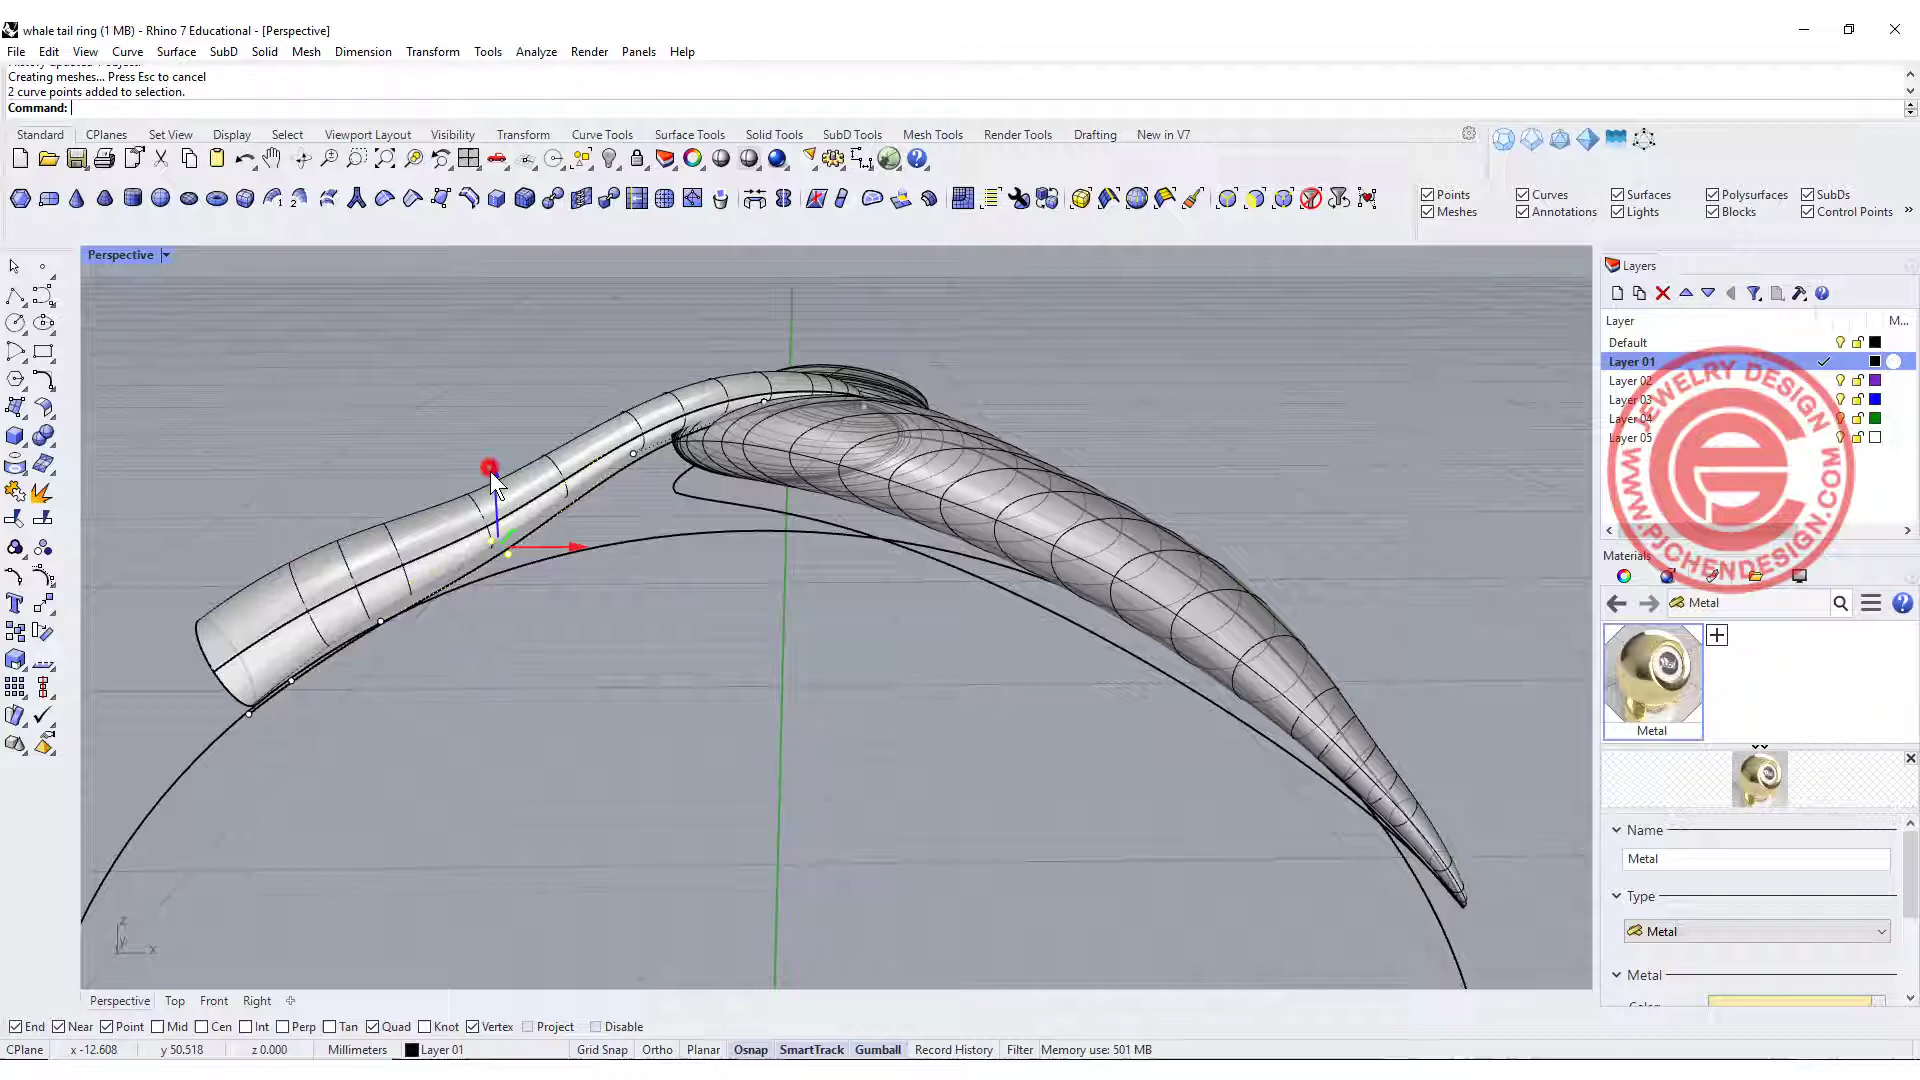 whale tail ring (1 MB) - Rhino 7 Educational - [Perspective]
File Edit View Curve Surface SubD Solid Mesh Dimension Transform Tools Analyze Render Panels Help
Creating meshes... Press Esc to cancel
2 curve points added to selection.
Command:
Standard CPlanes Set View Display Select Viewport Layout Visibility Transform Curve Tools Surface Tools Solid Tools SubD Tools Mesh Tools Render Tools Drafting New in V7
Points Curves Surfaces Polysurfaces SubDs
Meshes Annotations Lights Blocks Control Points
Perspective
Layers
Layer M...
Default
Layer 01
Layer 02
Layer 03
Layer 04
Layer 05
JEWELRY DESIGN
WWW.PJCHENDESIGN.COM
Materials
Metal
Metal
Name
Metal
Type
Metal
Metal
z
y x
Perspective Top Front Right
End Near Point Mid Cen Int Perp Tan Quad Knot Vertex Project Disable
CPlane x -12.608 y 50.518 z 0.000 Millimeters Layer 01 Grid Snap Ortho Planar Osnap SmartTrack Gumball Record History Filter Memory use: 501 MB